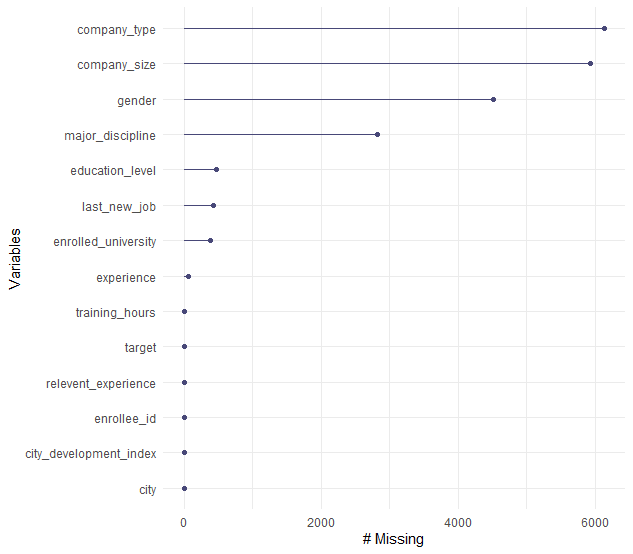 company_type
company_size
gender
major_discipline
education_level
last_new_job
enrolled_university
experience
training_hours
target
relevent_experience
enrollee_id
city_development_index
city
Variables
0 2000 4000 6000
# Missing